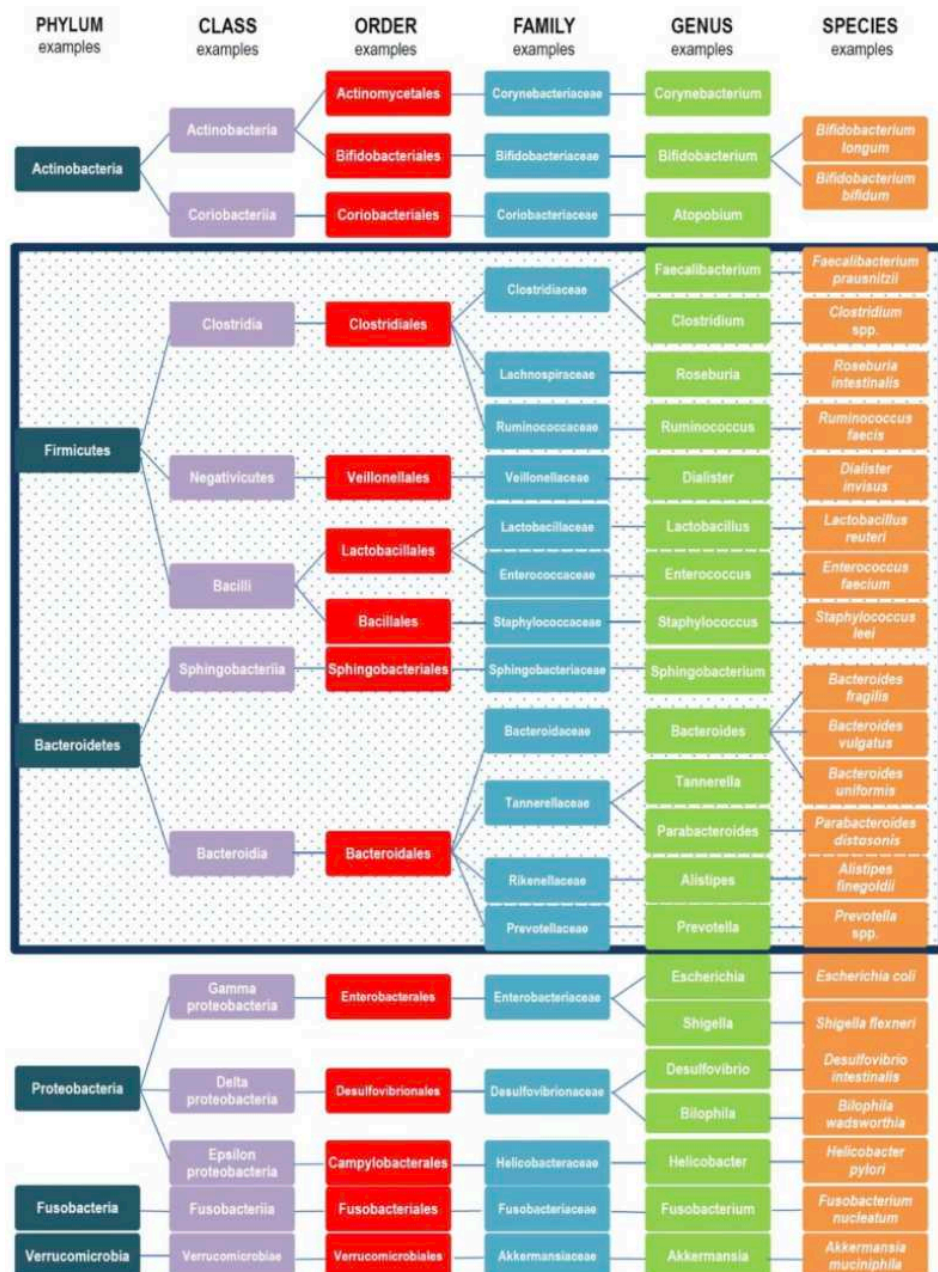 PHYLUM CLASS ORDER FAMILY GENUS SPECIES
examples examples examples examples examples examples
Actinomycetales Corynebacteriaceae Corynebacterium
Actinobacteria
Bifidobacterium
longum
Bifidobacteriales Bifidobacteriaceae Bifidobacterium
Actinobacteria
Bifidobacterium
bifidum
Coriobacteriia Coriobacteriales Coriobacteriaceae Atopobium
Faecalibacterium
Faecalibacterium
prausnitzii
Clostridiaceae
Clostridia Clostridiales
Clostridium
Clostridium
spp.
Lachnospiraceae Roseburia
Roseburia
intestinalis
Ruminococcaceae Ruminococcus
Ruminococcus
faecis
Firmicutes
Negativicutes Veillonellales Veillonellaceae Dialister
Dialister
invisus
Lactobacillaceae Lactobacillus
Lactobacillus
reuteri
Lactobacillales
Enterococcaceae Enterococcus
Enterococcus
faecium
Bacilli
Bacillales Staphylococcaceae Staphylococcus
Staphylococcus
leei
Sphingobacteriia Sphingobacteriales Sphingobacteriaceae Sphingobacterium
Bacteroides
fragilis
Bacteroidetes
Bacteroidaceae Bacteroides
Bacteroides
vulgatus
Bacteroides
uniformis
Tannerella
Tannerellaceae
Parabacteroides
Parabacteroides
distasonis
Bacteroidia Bacteroidales
Rikenellaceae Alistipes
Alistipes
finegoldii
Prevotellaceae Prevotella
Prevotella
spp.
Escherichia Escherichia coli
Gamma
proteobacteria
Enterobacterales Enterobacteriaceae
Shigella Shigella flexneri
Desulfovibrio
Desulfovibrio
intestinalis
Proteobacteria
Delta
proteobacteria
Desulfovibrionales Desulfovibrionaceae
Bilophila
Bilophila
wadsworthia
Epsilon
proteobacteria
Campylobacterales Helicobacteraceae Helicobacter
Helicobacter
pylori
Fusobacteria Fusobacteriia Fusobacteriales Fusobacteriaceae Fusobacterium
Fusobacterium
nucleatum
Verrucomicrobia Verrucomicrobiae Verrucomicrobiales Akkermansiaceae Akkermansia
Akkermansia
muciniphila